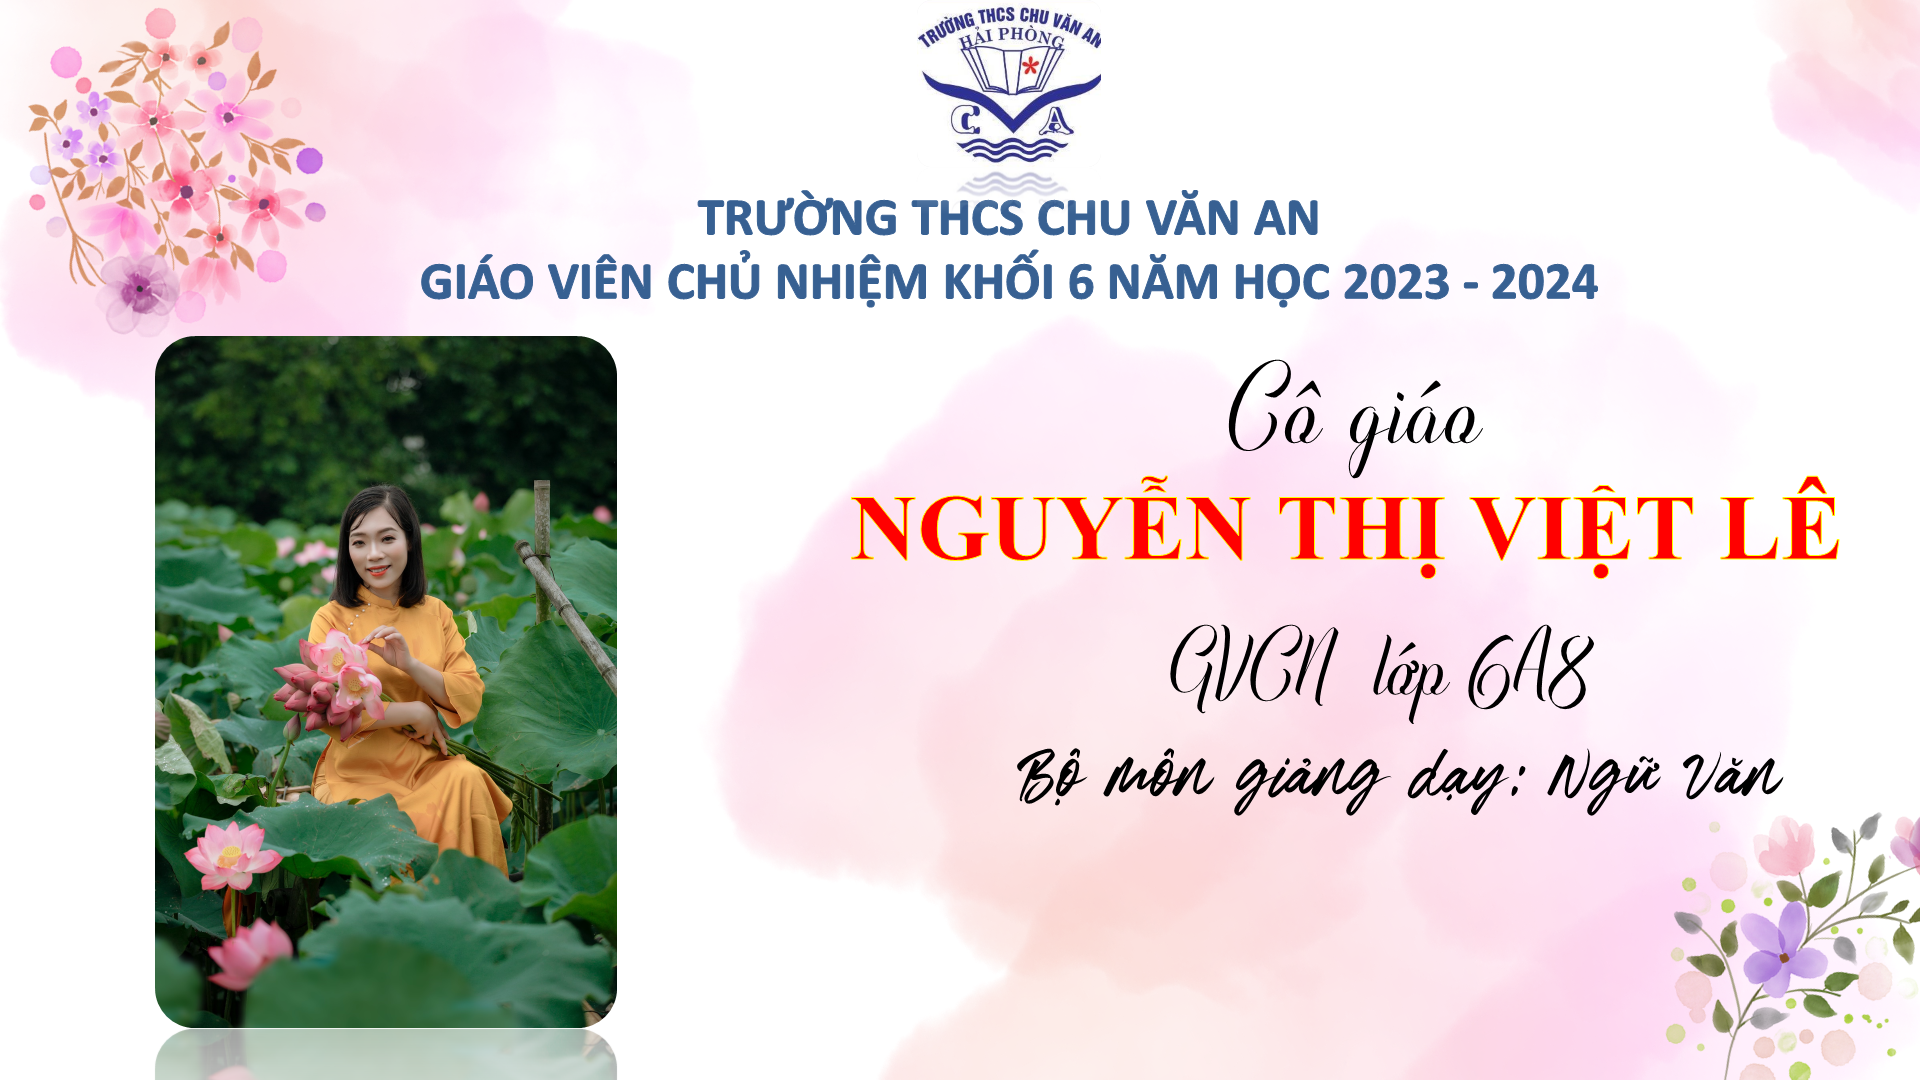 TRƯỜNG THCS CHU VĂN AN
HẢI PHÒNG
C A
TRƯỜNG THCS CHU VĂN AN
GIÁO VIÊN CHỦ NHIỆM KHỐI 6 NĂM HỌC 2023 - 2024
Cô giáo
NGUYỄN THỊ VIỆT LÊ
GVCN lớp 6A8
Bộ môn giảng dạy: Ngữ Văn